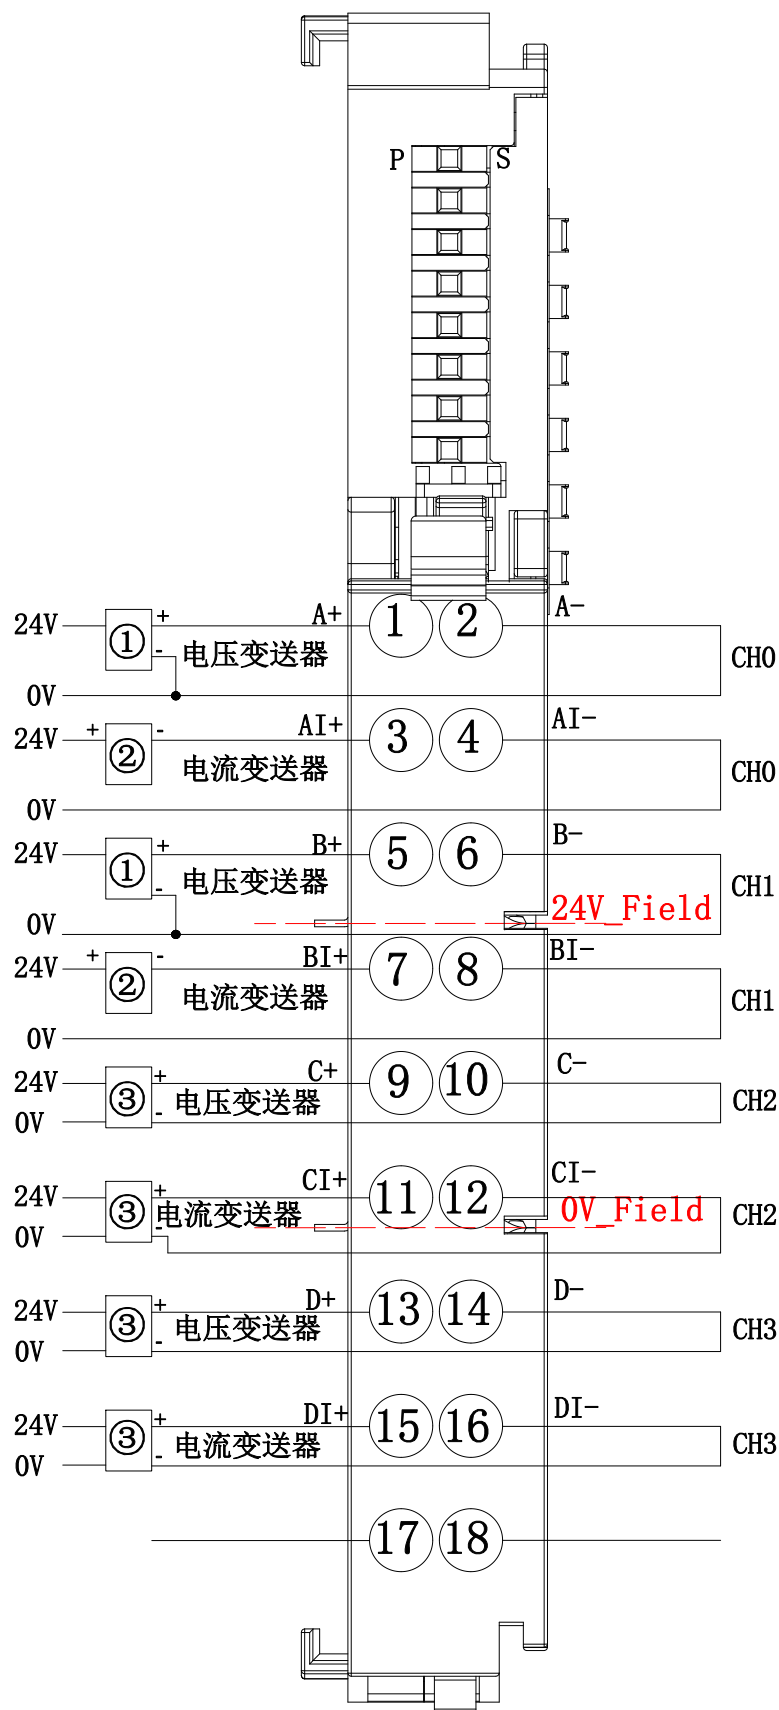 P S
24V + A+ 1 2 A-
① - 电压变送器 CH0
0V
24V + - AI+ 3 4 AI-
② 电流变送器 CH0
0V
24V + B+ 5 6 B-
① - 电压变送器 CH1
0V 24V_Field
24V + - BI+ 7 8 BI-
② 电流变送器 CH1
0V
24V + C+ 9 10 C-
③ 电压变送器 CH2
0V -
24V + CI+ 11 12 CI-
③ 电流变送器 0V_Field CH2
0V -
24V + D+ 13 14 D-
③ 电压变送器 CH3
0V -
24V + DI+ 15 16 DI-
③ 电流变送器 CH3
0V -
17 18